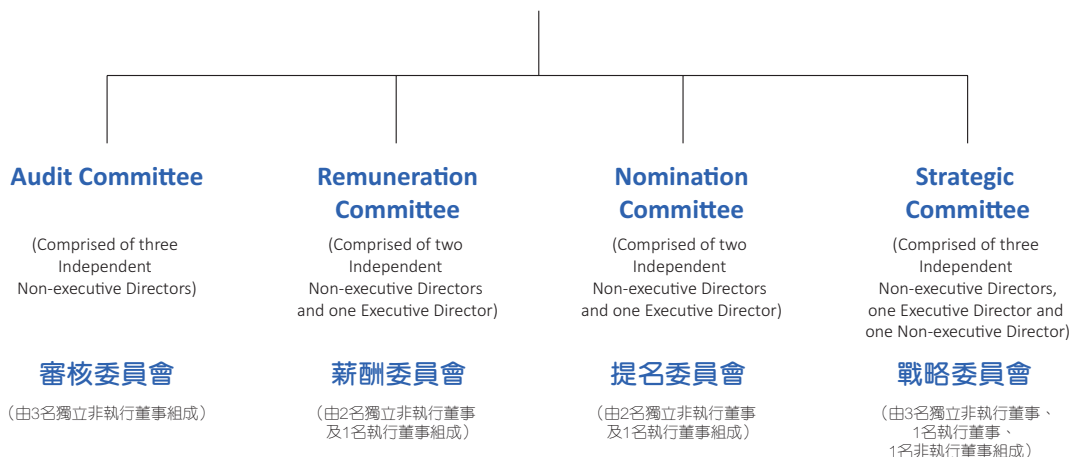 Audit Committee
(Comprised of three
Independent
Non-executive Directors)
審核委員會
（由3名獨立非執行董事組成）
Remuneration
Committee
(Comprised of two
Independent
Non-executive Directors
and one Executive Director)
薪酬委員會
（由2名獨立非執行董事
及1名執行董事組成）
Nomination
Committee
(Comprised of two
Independent
Non-executive Directors
and one Executive Director)
提名委員會
（由2名獨立非執行董事
及1名執行董事組成）
Strategic
Committee
(Comprised of three
Independent
Non-executive Directors,
one Executive Director and
one Non-executive Director)
戰略委員會
（由3名獨立非執行董事、
1名執行董事、
1名非執行董事組成）